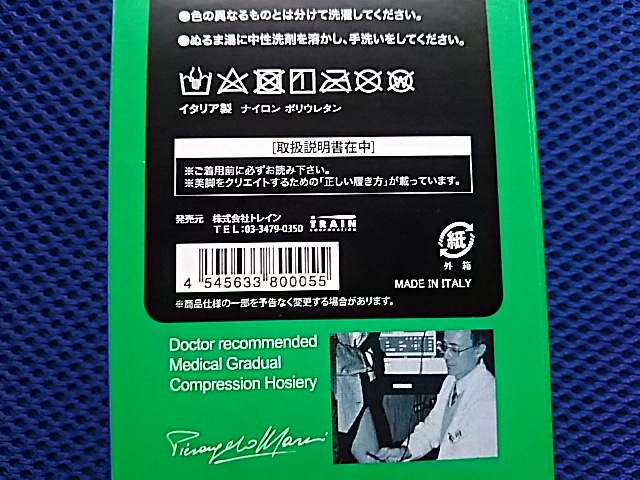 ●色の異なるものとは分けて洗濯してください。
●ぬるま湯に中性洗剤を溶かし、手洗いをしてください。
イタリア製 ナイロン ポリウレタン
[取扱説明書在中]
※ご着用前に必ずお読み下さい。
※美脚をクリエイトするための「正しい履き方」が載っています。
発売元 株式会社トレイン
TEL:03-3479-0350
TRAIN
CORPORATION
紙
外箱
4 545633 800055
MADE IN ITALY
※商品仕様の一部を予告なく変更する場合があります。
Doctor recommended
Medical Gradual
Compression Hosiery